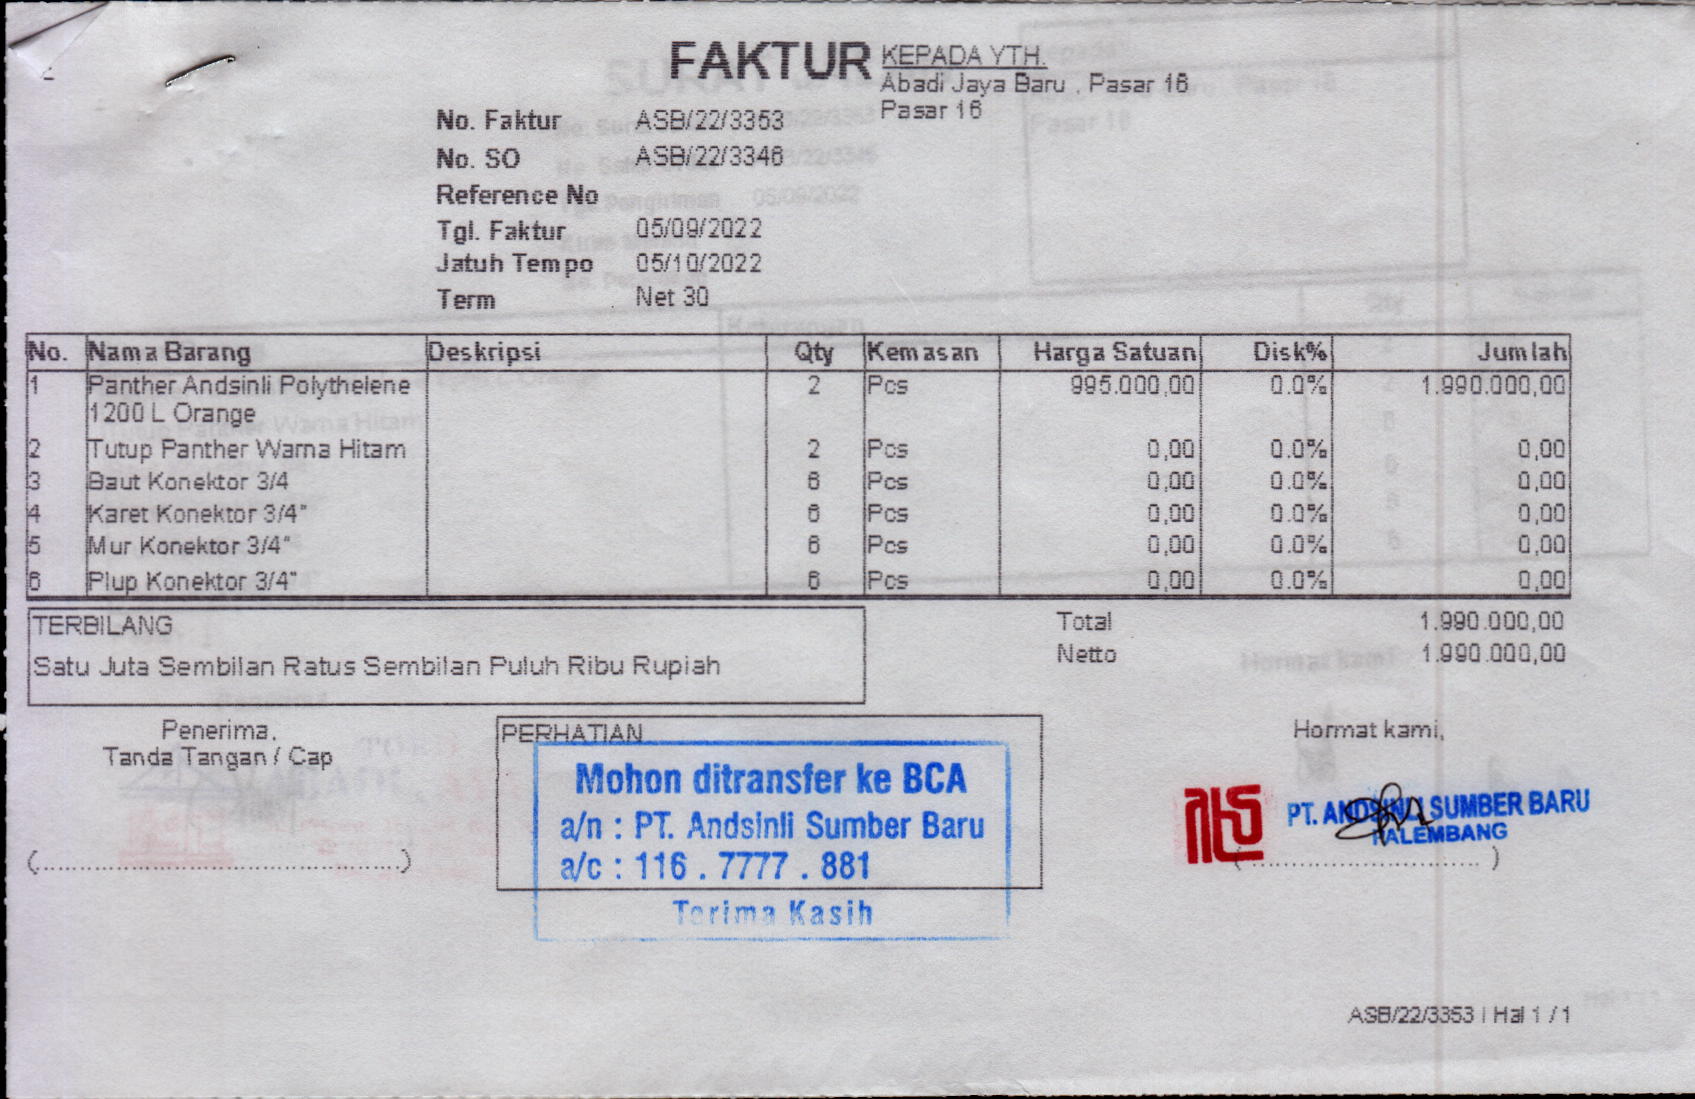 FAKTUR
KEPADA YTH.
Abadi Jaya Baru , Pasar 16
Pasar 16
No. Faktur ASB/22/3353
No. SO ASB/22/3346
Reference No
Tgl. Faktur 05/09/2022
Jatuh Tempo 05/10/2022
Term Net 30
No. Nama Barang Deskripsi Qty Kemasan Harga Satuan Disk% Jumlah
1 Panther Andsinli Polythelene 2 Pcs 995.000,00 0.0% 1.990.000,00
1200 L Orange
2 Tutup Panther Warna Hitam 2 Pcs 0,00 0.0% 0,00
3 Baut Konektor 3/4 6 Pcs 0,00 0.0% 0,00
4 Karet Konektor 3/4" 6 Pcs 0,00 0.0% 0,00
5 Mur Konektor 3/4" 6 Pcs 0,00 0.0% 0,00
6 Plup Konektor 3/4" 6 Pcs 0,00 0.0% 0,00
TERBILANG
Satu Juta Sembilan Ratus Sembilan Puluh Ribu Rupiah
Total 1.990.000,00
Netto 1.990.000,00
Penerima,
Tanda Tangan / Cap
(................................................)
PERHATIAN
Mohon ditransfer ke BCA
a/n : PT. Andsinli Sumber Baru
a/c : 116 . 7777 . 881
Terima Kasih
Hormat kami,
PT. ANDSINLI SUMBER BARU
PALEMBANG
(................................)
ASB/22/3353 | Hal 1 / 1